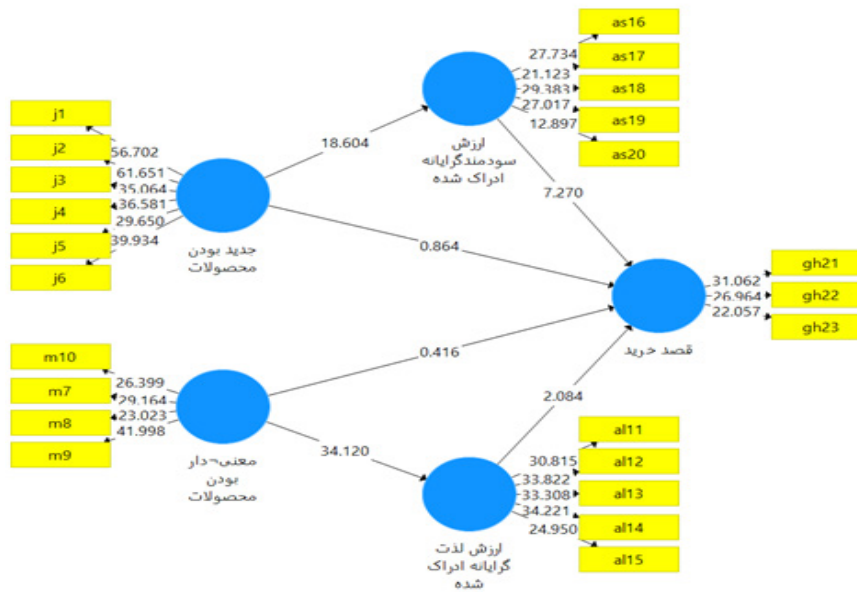 as16
as17
as18
as19
as20
27.734
21.123
29.383
27.017
12.897
ارزش
سودمندگرایانه
ادراک شده
j1
j2
j3
j4
j5
j6
56.702
61.651
35.064
36.581
29.650
39.934
جدید بودن
محصولات
18.604
7.270
0.864
gh21
gh22
gh23
31.062
26.964
22.057
قصد خرید
0.416
2.084
m10
m7
m8
m9
26.399
29.164
23.023
41.998
معنی¬دار
بودن
محصولات
34.120
al11
al12
al13
al14
al15
30.815
33.822
33.308
34.221
24.950
ارزش لذت
گرایانه ادراک
شده